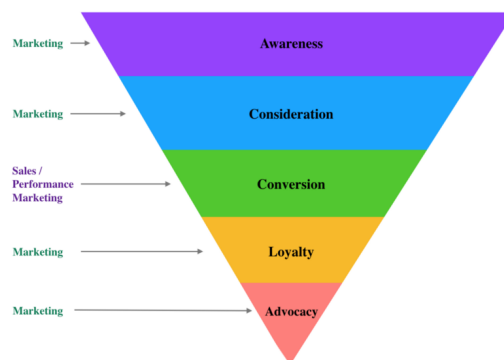 Marketing
Awareness
Marketing
Consideration
Sales /
Performance
Marketing
Conversion
Marketing
Loyalty
Marketing
Advocacy